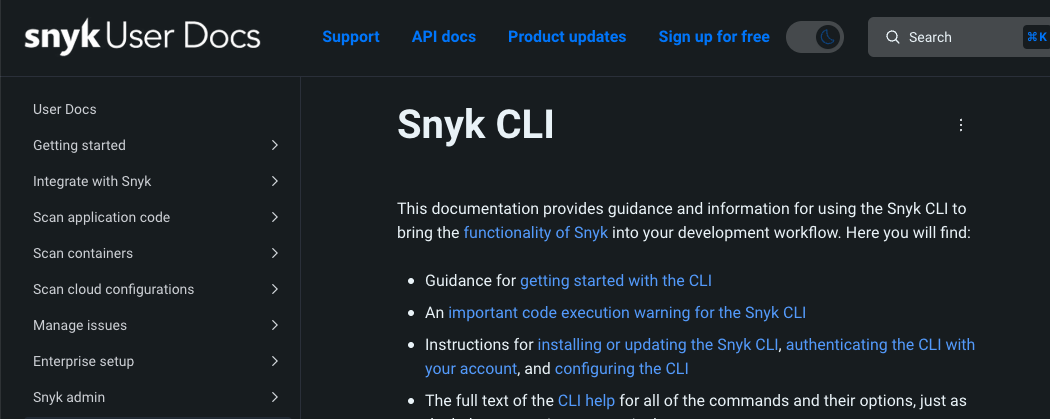 snyk User Docs
Support API docs Product updates Sign up for free Search ⌘K
User Docs
Getting started
Integrate with Snyk
Scan application code
Scan containers
Scan cloud configurations
Manage issues
Enterprise setup
Snyk admin
Snyk CLI
This documentation provides guidance and information for using the Snyk CLI to
bring the functionality of Snyk into your development workflow. Here you will find:
• Guidance for getting started with the CLI
• An important code execution warning for the Snyk CLI
• Instructions for installing or updating the Snyk CLI, authenticating the CLI with
your account, and configuring the CLI
• The full text of the CLI help for all of the commands and their options, just as